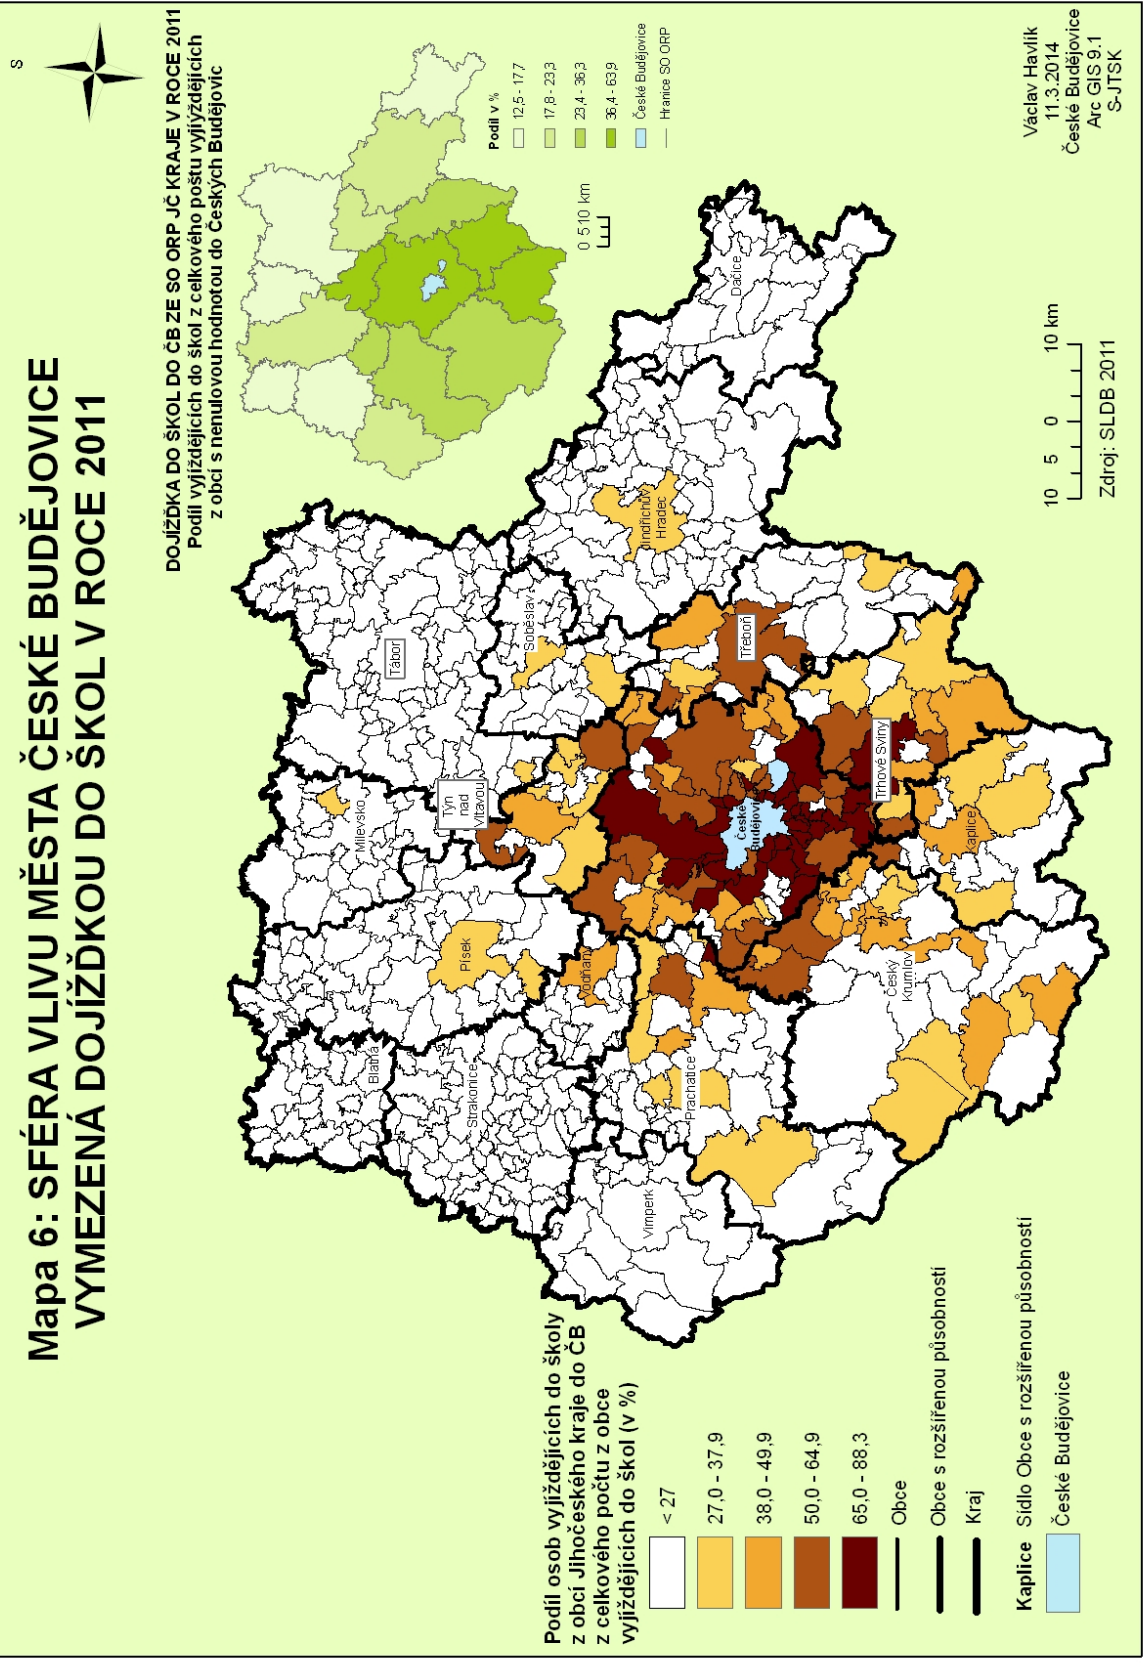 Mapa 6: SFÉRA VLIVU MĚSTA ČESKÉ BUDĚJOVICE
VYMEZENÁ DOJÍŽĎKOU DO ŠKOL V ROCE 2011
S
DOJÍŽĎKA DO ŠKOL DO ČB ZE SO ORP JČ KRAJE V ROCE 2011
Podíl vyjíždějících do škol z celkového poštu vyjíýždějících
z obcí s nenulovou hodnotou do Českých Budějovic
Podíl v %
12,5 - 17,7
17,8 - 23,3
23,4 - 36,3
36,4 - 63,9
České Budějovice
Hranice SO ORP
0 510 km
Blatná
Strakonice
Písek
Milevsko
Tábor
Týn
nad
Vltavou
Soběslav
Vodňany
Vimperk
Prachatice
České
Budějovice
Třeboň
Jindřichův
Hradec
Dačice
Český
Krumlov
Trhové Sviny
Kaplice
Podíl osob vyjíždějících do školy
z obcí Jihočeského kraje do ČB
z celkového počtu z obce
vyjíždějících do škol (v %)
< 27
27,0 - 37,9
38,0 - 49,9
50,0 - 64,9
65,0 - 88,3
Obce
Obce s rozšířenou působností
Kraj
Kaplice Sídlo Obce s rozšířenou působností
České Budějovice
10 5 0 10 km
Zdroj: SLDB 2011
Václav Havlík
11.3.2014
České Budějovice
Arc GIS 9.1
S-JTSK